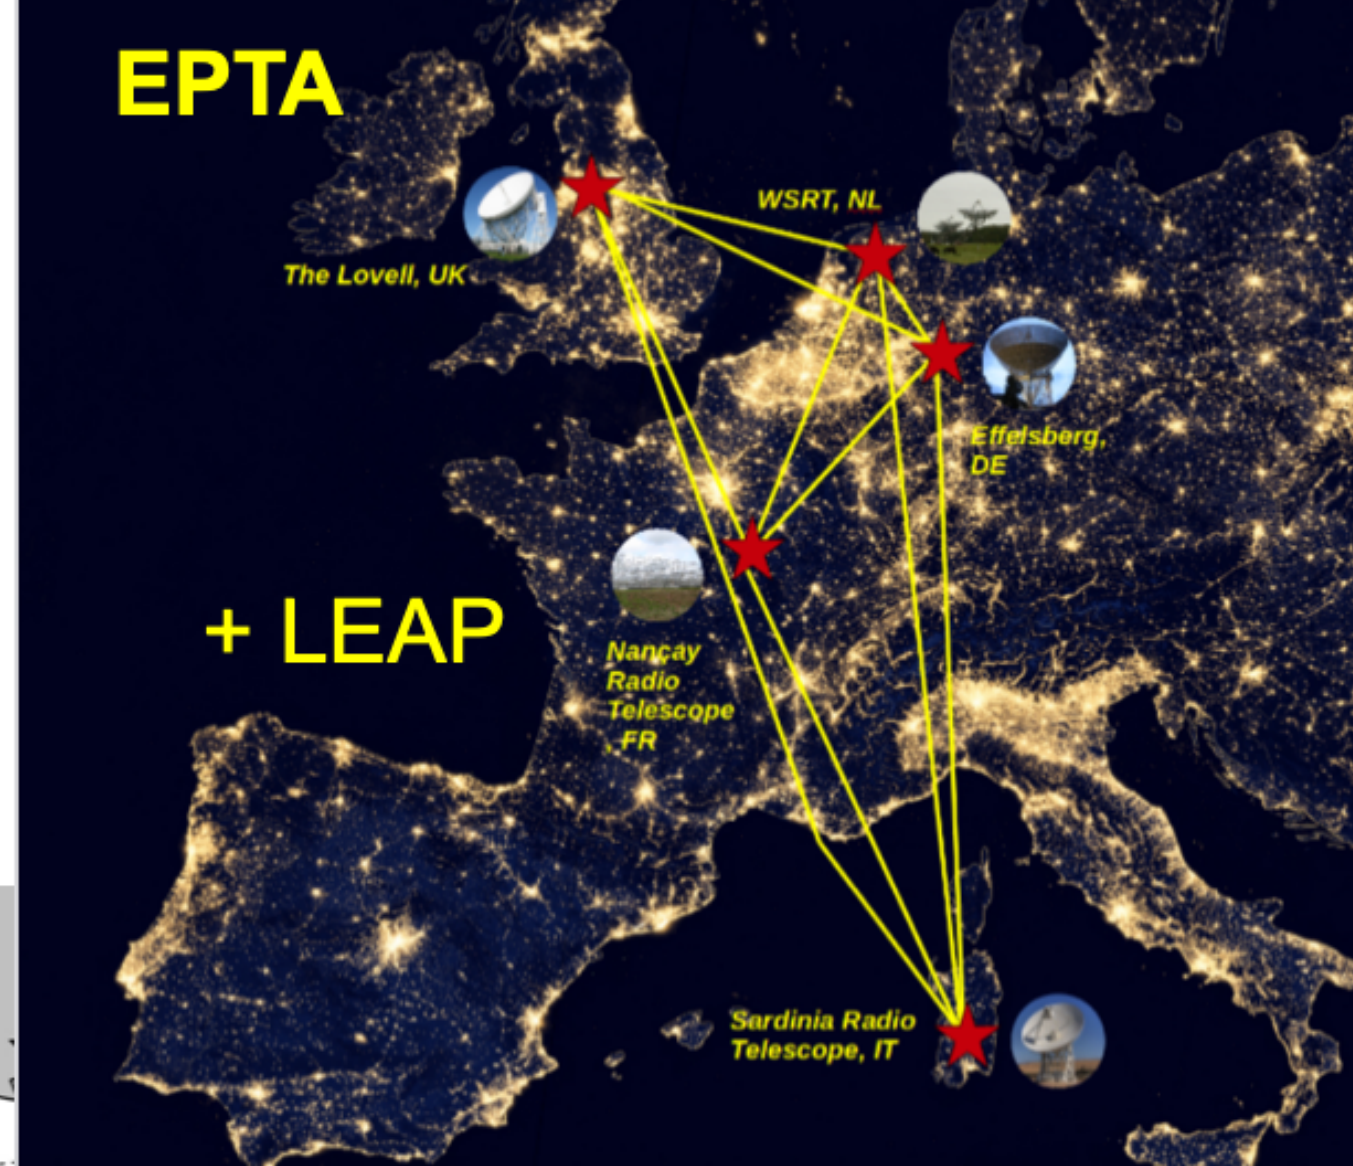 EPTA
WSRT, NL
The Lovell, UK
Effelsberg,
DE
+ LEAP
Nançay
Radio
Telescope
, FR
Sardinia Radio
Telescope, IT